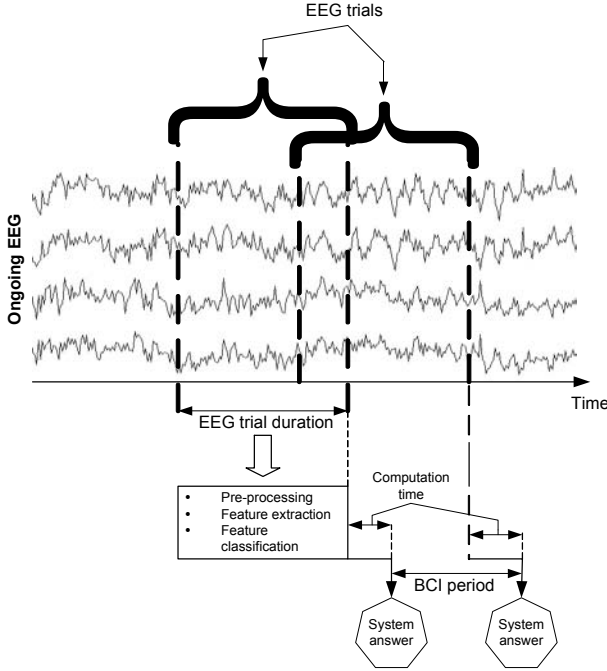 EEG trials
Ongoing EEG
Time
EEG trial duration
• Pre-processing
• Feature extraction
• Feature
classification
Computation
time
BCI period
System
answer
System
answer